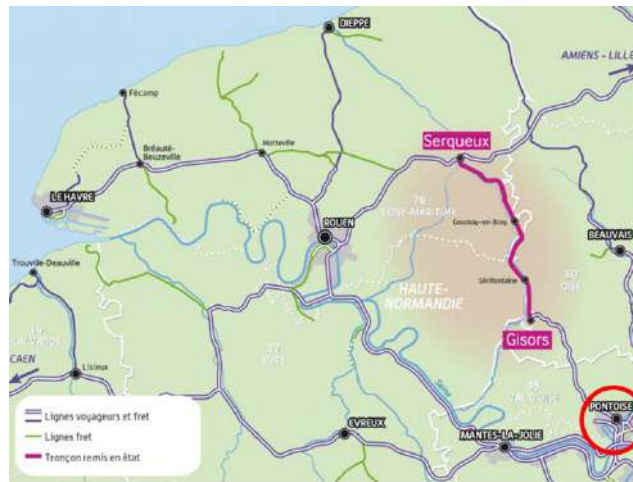 DIEPPE
AMIENS - LILLE
Fécamp
Serqueux
Motteville
Bréauté-
Beuzeville
LE HAVRE
76
SEINE-MARITIME
ROUEN
Gournay-en-Bray
BEAUVAIS
Trouville-Deauville
HAUTE-
NORMANDIE
Sérifontaine
60
OISE
14
CALVADOS
Gisors
27
EURE
CAEN
Lisieux
Seine
95
VAL D'OISE
PONTOISE
Lignes voyageurs et fret
Lignes fret
Tronçon remis en état
EVREUX
MANTES-LA-JOLIE